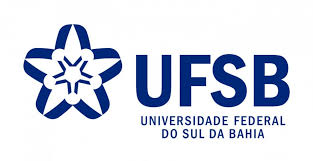 UFSB
UNIVERSIDADE FEDERAL
DO SUL DA BAHIA